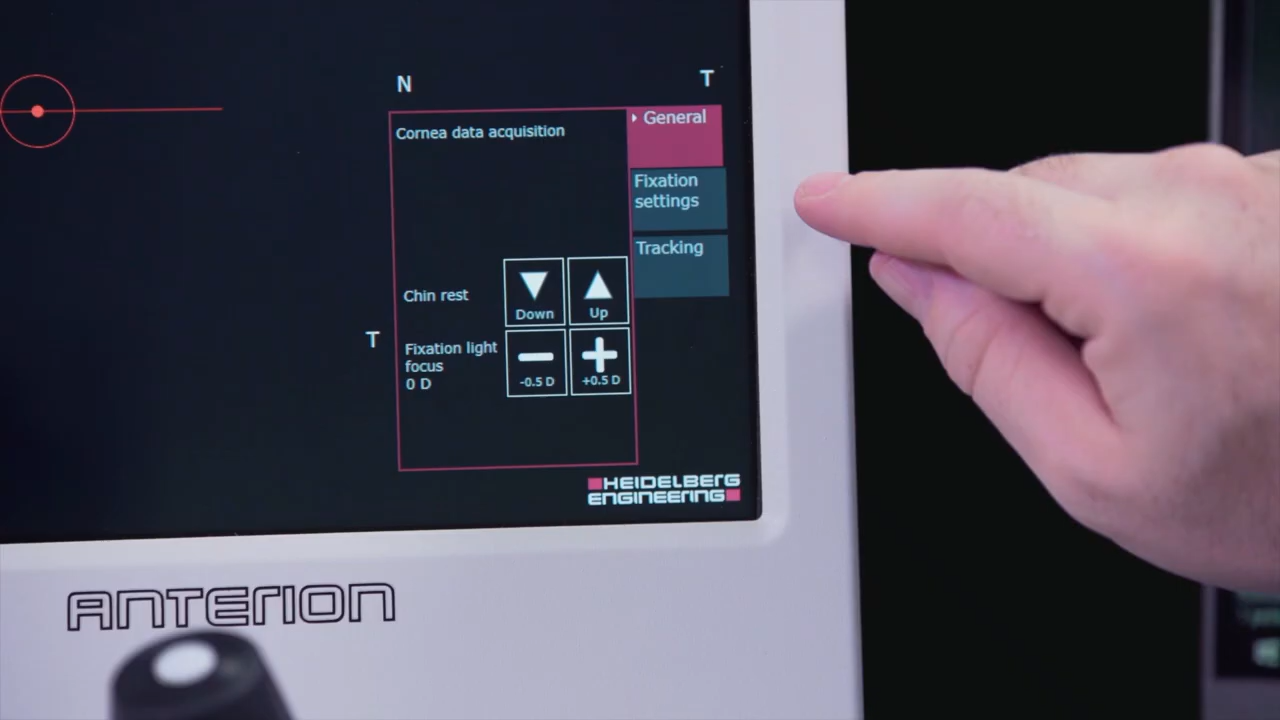 N
T
Cornea data acquisition
General
Fixation
settings
Tracking
Chin rest
Down
Up
T
Fixation light
focus
0 D
-0.5 D
+0.5 D
HEIDELBERG
ENGINEERING
ANTERION